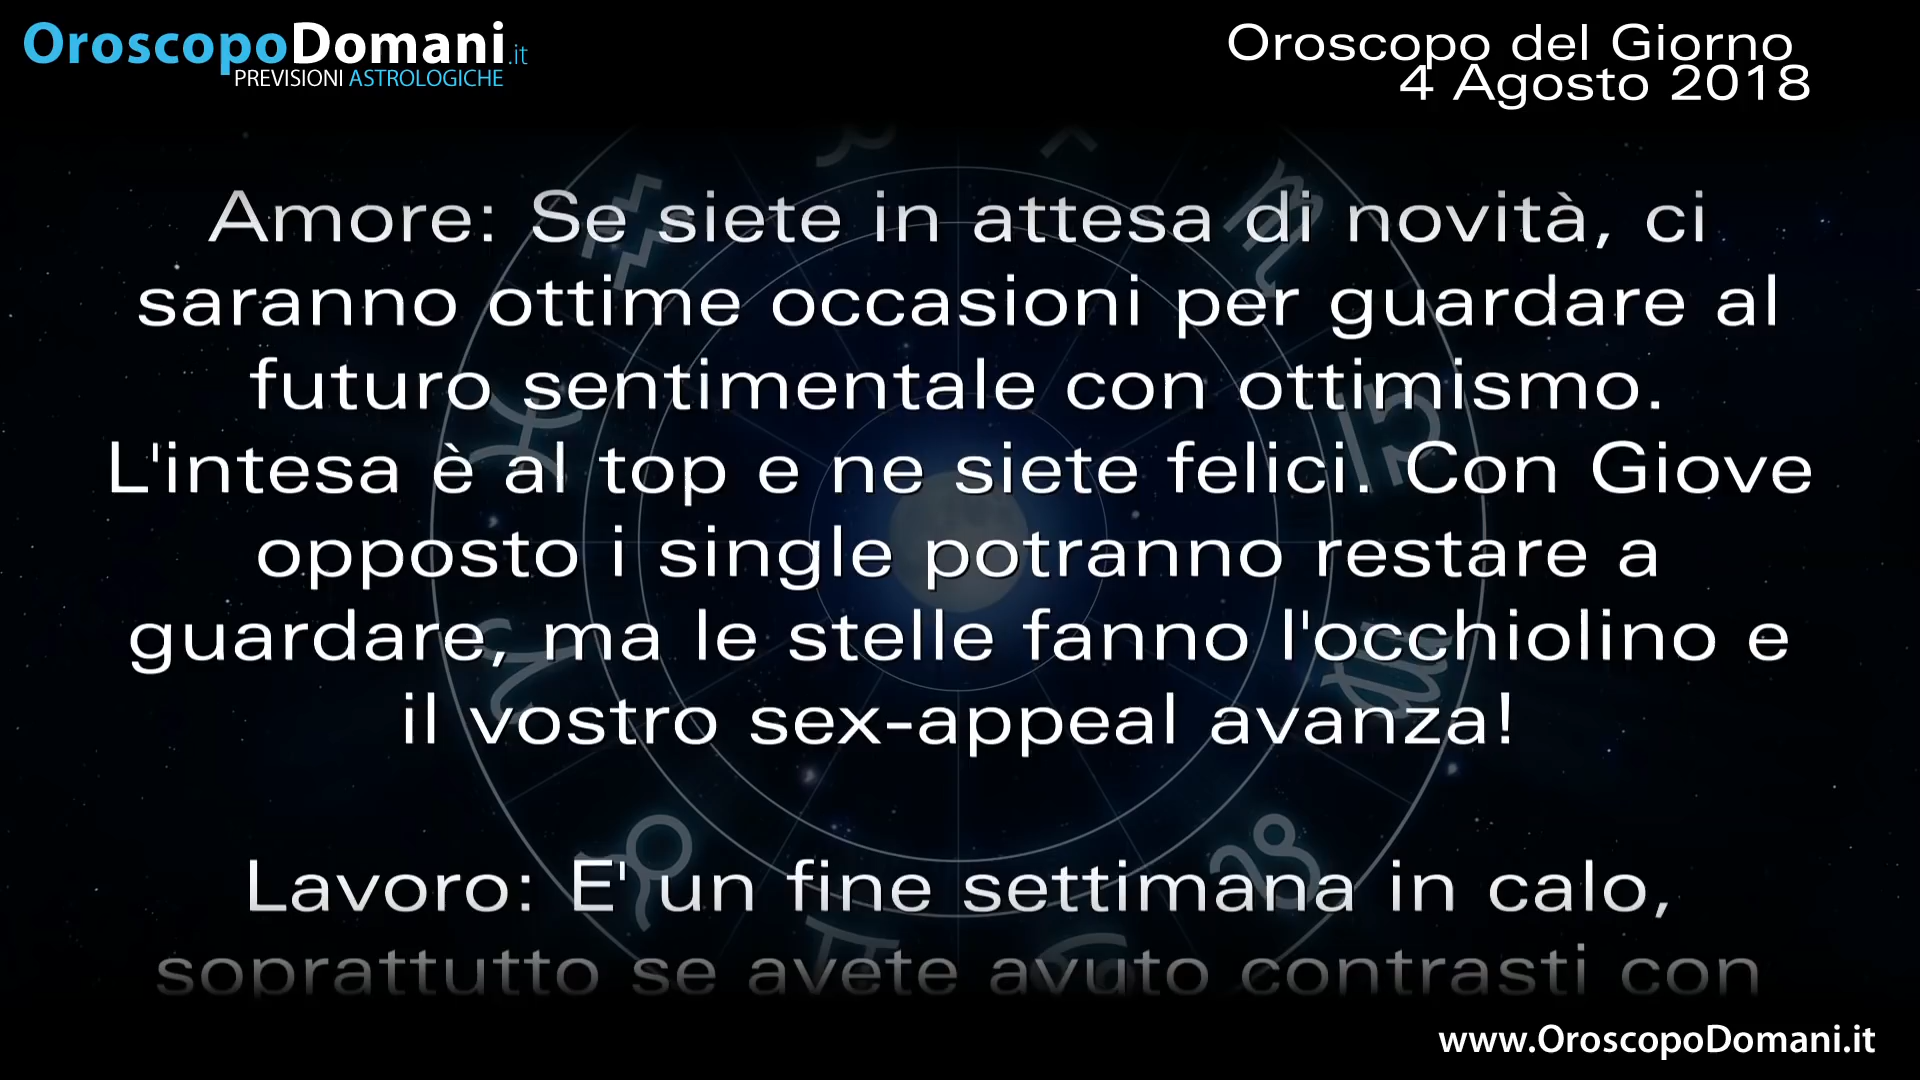 OroscopoDomani.it
PREVISIONI ASTROLOGICHE
Oroscopo del Giorno
4 Agosto 2018
Amore: Se siete in attesa di novità, ci
saranno ottime occasioni per guardare al
futuro sentimentale con ottimismo.
L'intesa è al top e ne siete felici. Con Giove
opposto i single potranno restare a
guardare, ma le stelle fanno l'occhiolino e
il vostro sex-appeal avanza!
Lavoro: E' un fine settimana in calo,
soprattutto se avete avuto contrasti con
www.OroscopoDomani.it